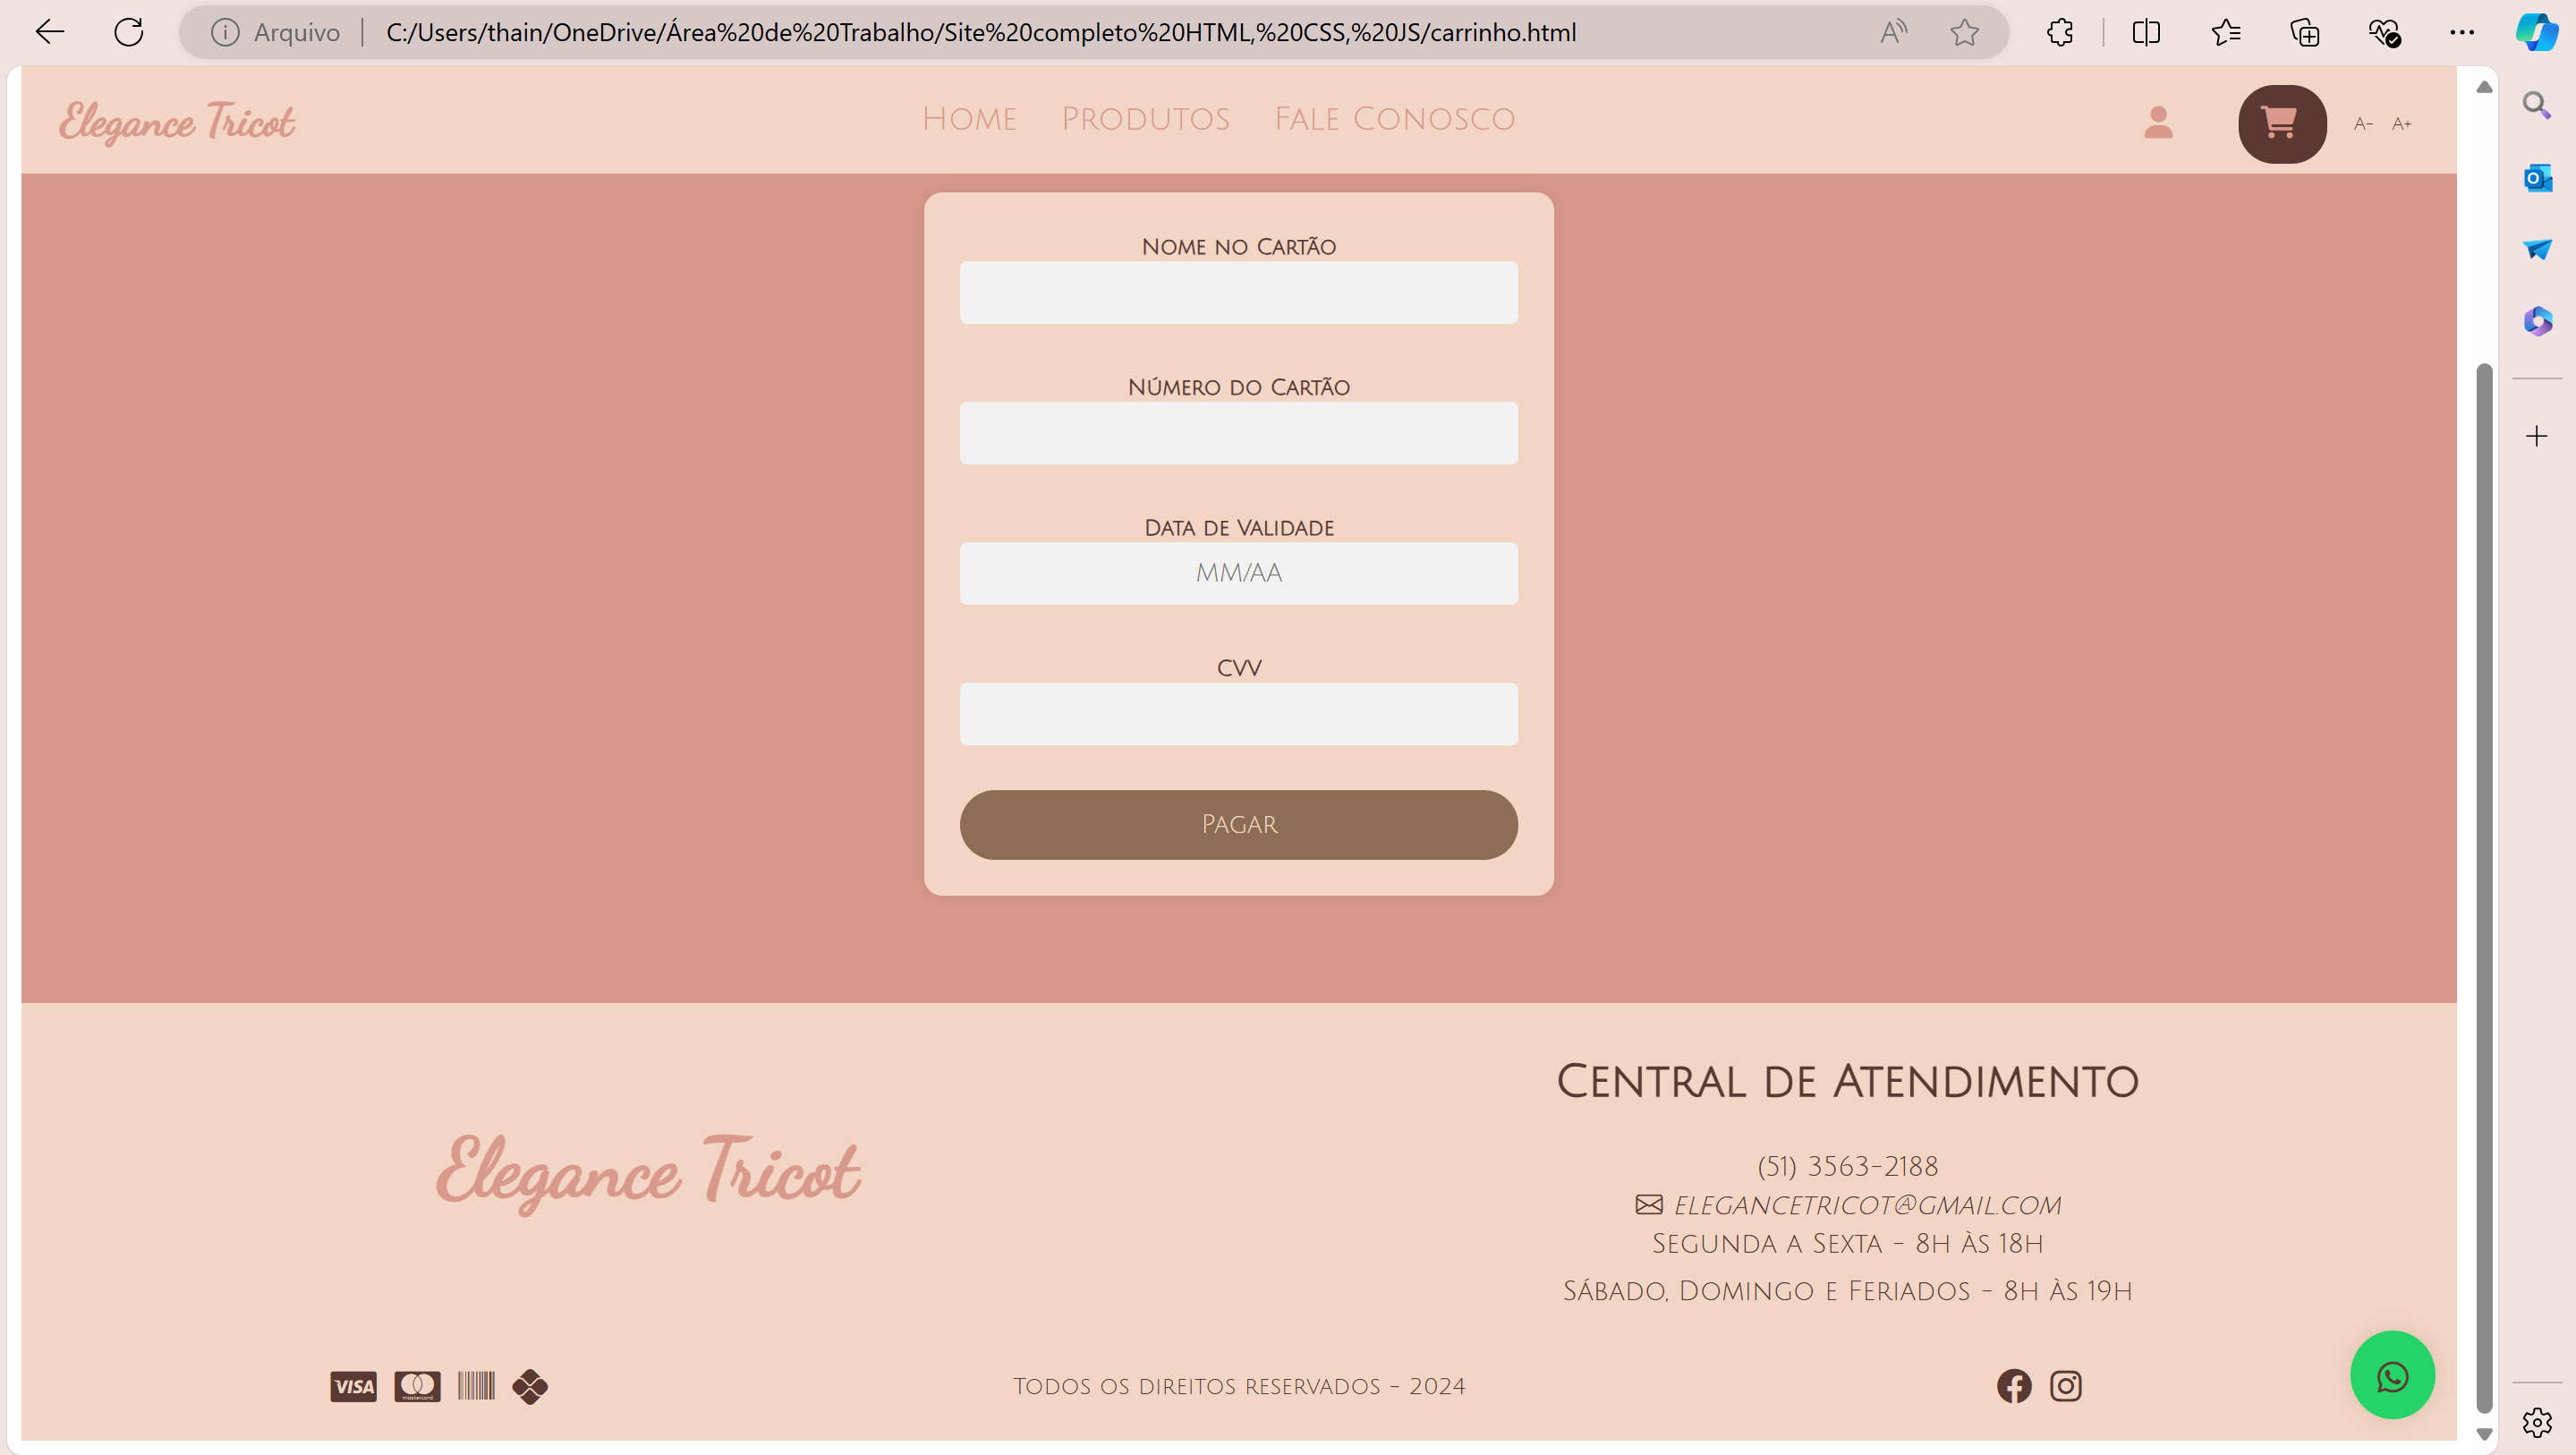 Arquivo
C:/Users/thain/OneDrive/Área%20de%20Trabalho/Site%20completo%20HTML,%20CSS,%20JS/carrinho.html
Elegance Tricot
Home Produtos Fale Conosco
A- A+
Nome no Cartão
Número do Cartão
Data de Validade
MM/AA
CVV
Pagar
Elegance Tricot
Central de Atendimento
(51) 3563-2188
elegancetricot@gmail.com
Segunda a Sexta - 8h às 18h
Sábado, Domingo e Feriados - 8h às 19h
VISA mastercard
Todos os direitos reservados - 2024